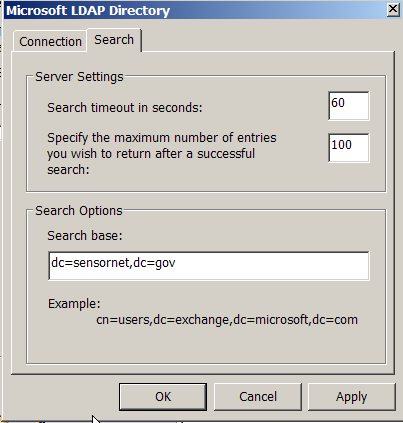 Microsoft LDAP Directory
Connection
Search
Server Settings
Search timeout in seconds:
60
Specify the maximum number of entries
you wish to return after a successful
search:
100
Search Options
Search base:
dc=sensornet,dc=gov
Example:
cn=users,dc=exchange,dc=microsoft,dc=com
OK
Cancel
Apply